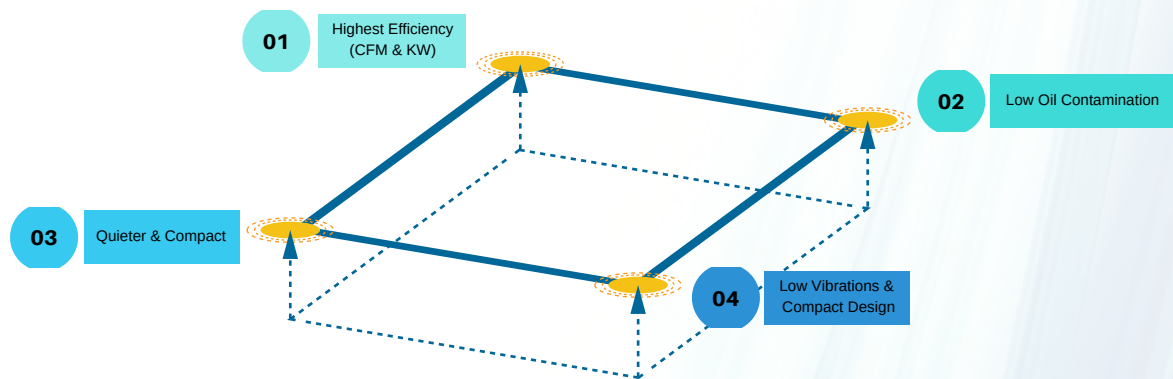 01
Highest Efficiency
(CFM & KW)
02
Low Oil Contamination
03
Quieter & Compact
04
Low Vibrations &
Compact Design